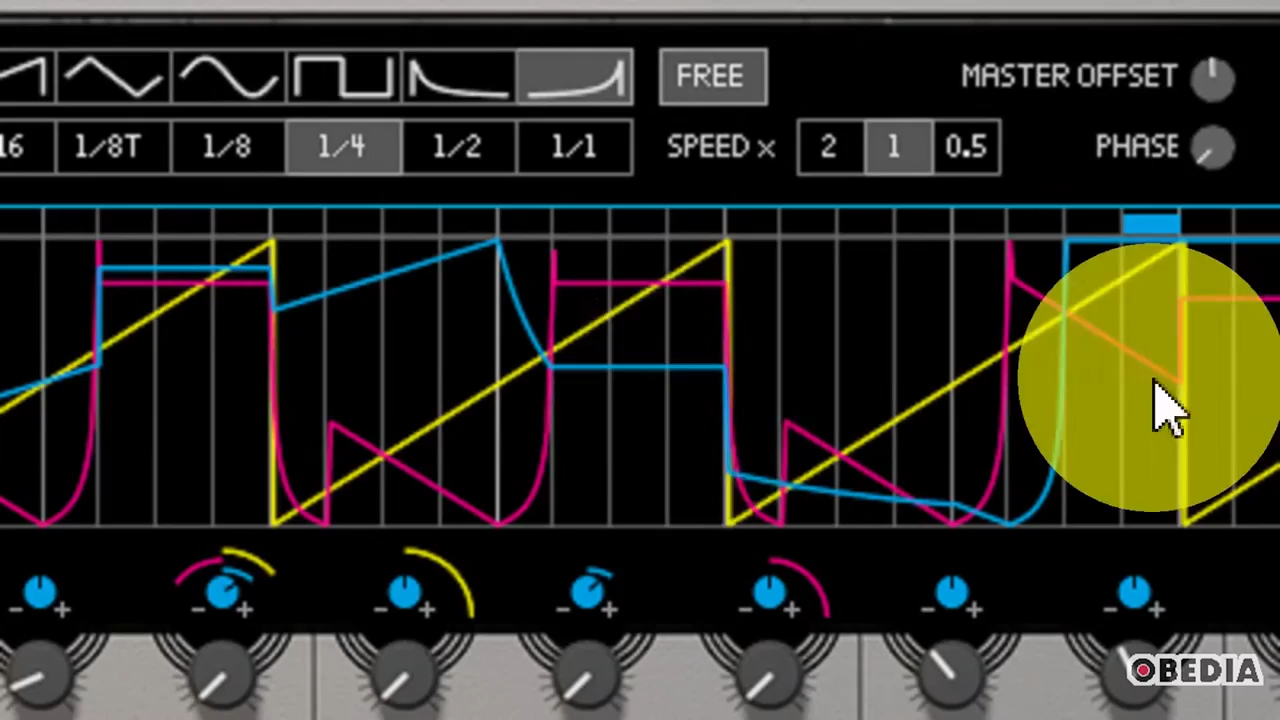 FREE
MASTER OFFSET
16 1/8T 1/8 1/4 1/2 1/1 SPEED x 2 1 0.5 PHASE
- + - + - + - + - + - + - +
OBEDIA